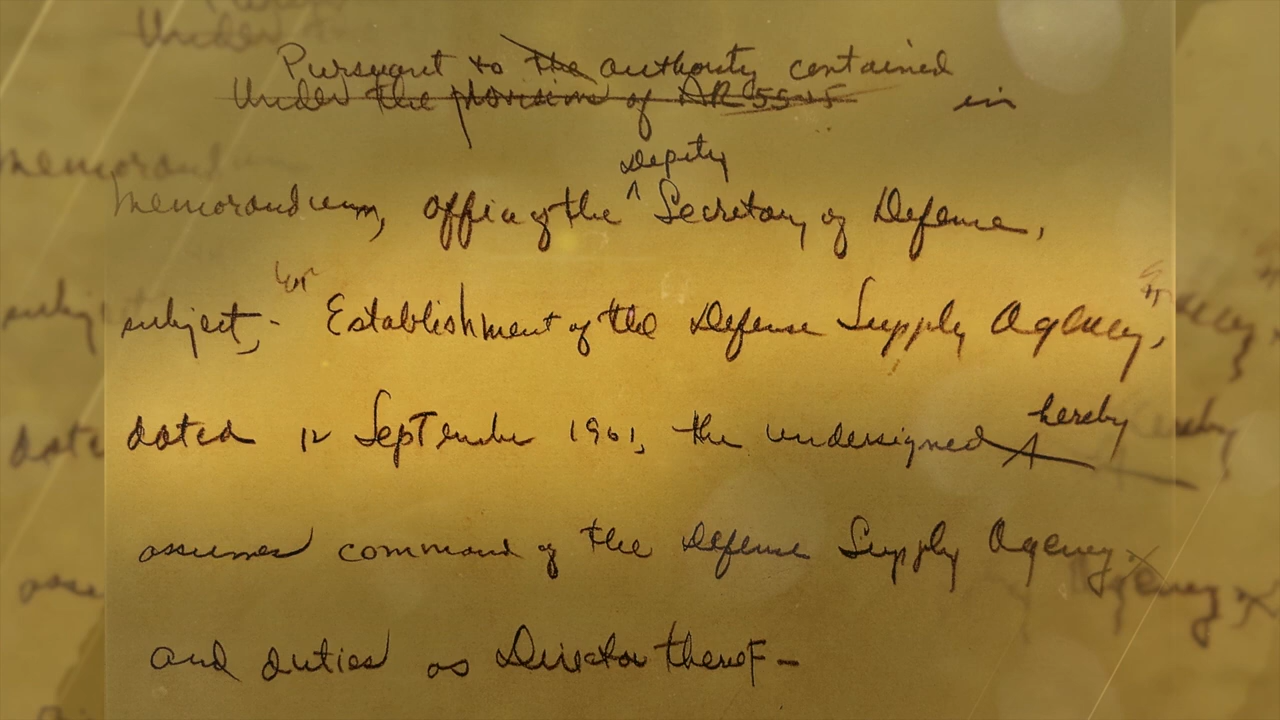 Pursuant to the authority contained
Under the provisions of AR 55-5 in
Deputy
Memorandum, office of the ^ Secretary of Defense,
subject, - "Establishment of the Defense Supply Agency",
hereby
dated 12 September 1961, the undersigned
assumes command of the Defense Supply Agency
and duties as Director thereof -